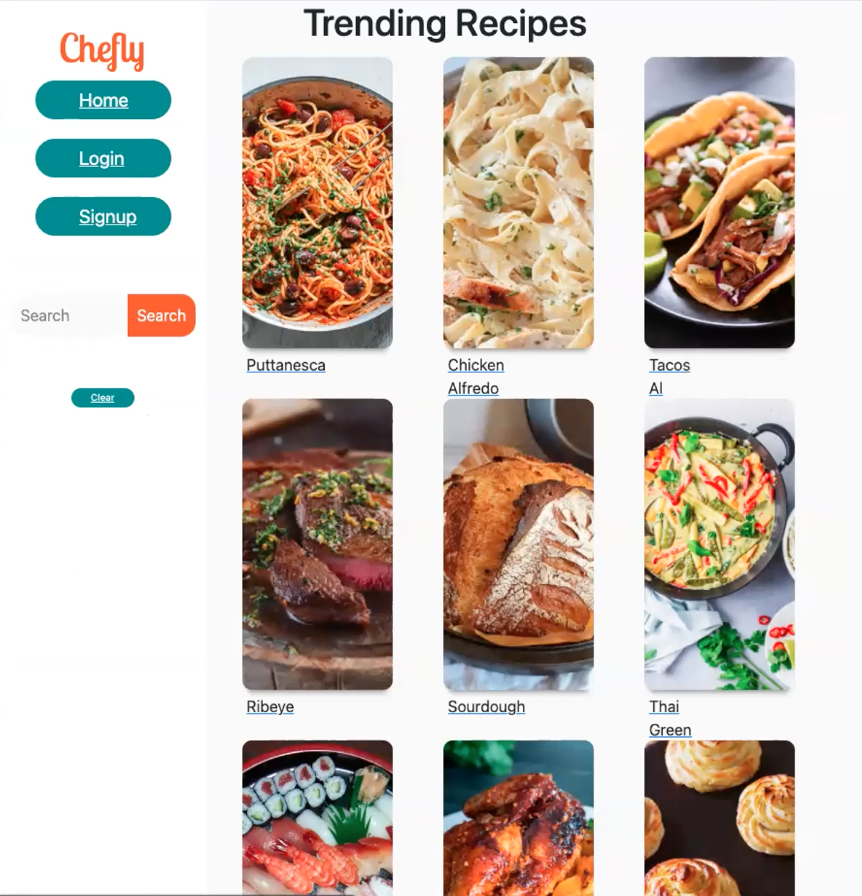 Trending Recipes
Chefly
Home
Login
Signup
Search Search
Clear
Puttanesca
Chicken
Alfredo
Tacos
Al
Ribeye
Sourdough
Thai
Green